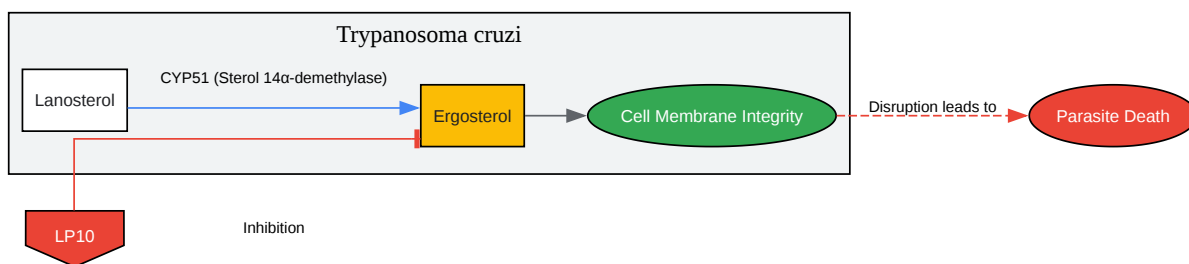 Trypanosoma cruzi
CYP51 (Sterol 14α-demethylase)
Lanosterol
Ergosterol
Cell Membrane Integrity
Disruption leads to
Parasite Death
LP10
Inhibition